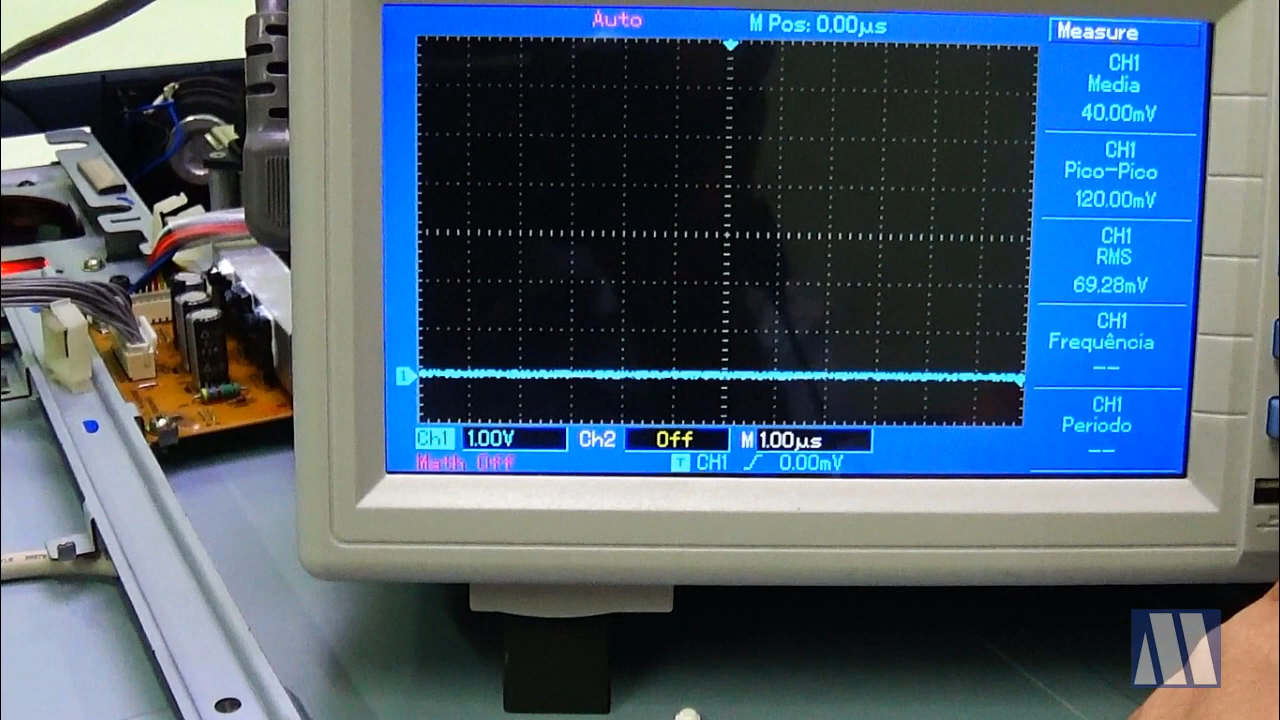 Auto M Pos: 0.00µs
Measure
CH1
Media
40.00mV
CH1
Pico-Pico
120.00mV
CH1
RMS
69.28mV
CH1
Frequência
--
CH1
Periodo
--
1
Ch1 1.00V Ch2 Off M 1.00µs
Math Off T CH1 0.00mV